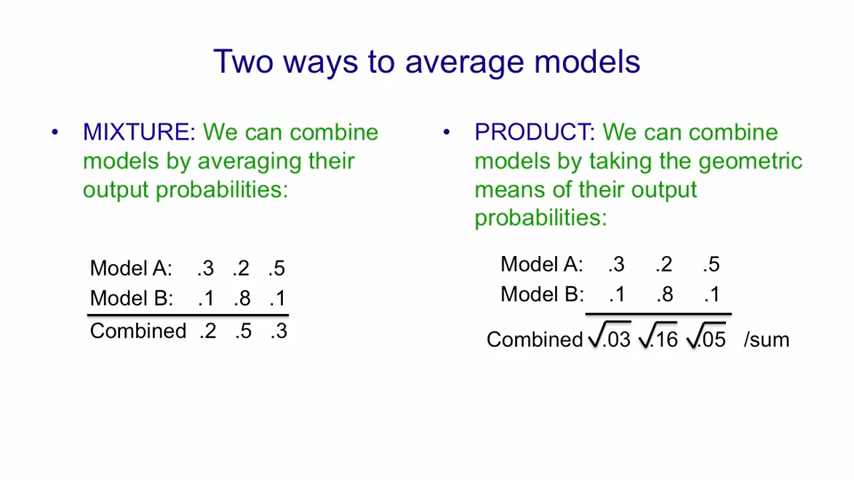 Two ways to average models
• MIXTURE: We can combine
models by averaging their
output probabilities:
Model A: .3 .2 .5
Model B: .1 .8 .1
Combined .2 .5 .3
• PRODUCT: We can combine
models by taking the geometric
means of their output
probabilities:
Model A: .3 .2 .5
Model B: .1 .8 .1
Combined √.03 √.16 √.05 /sum